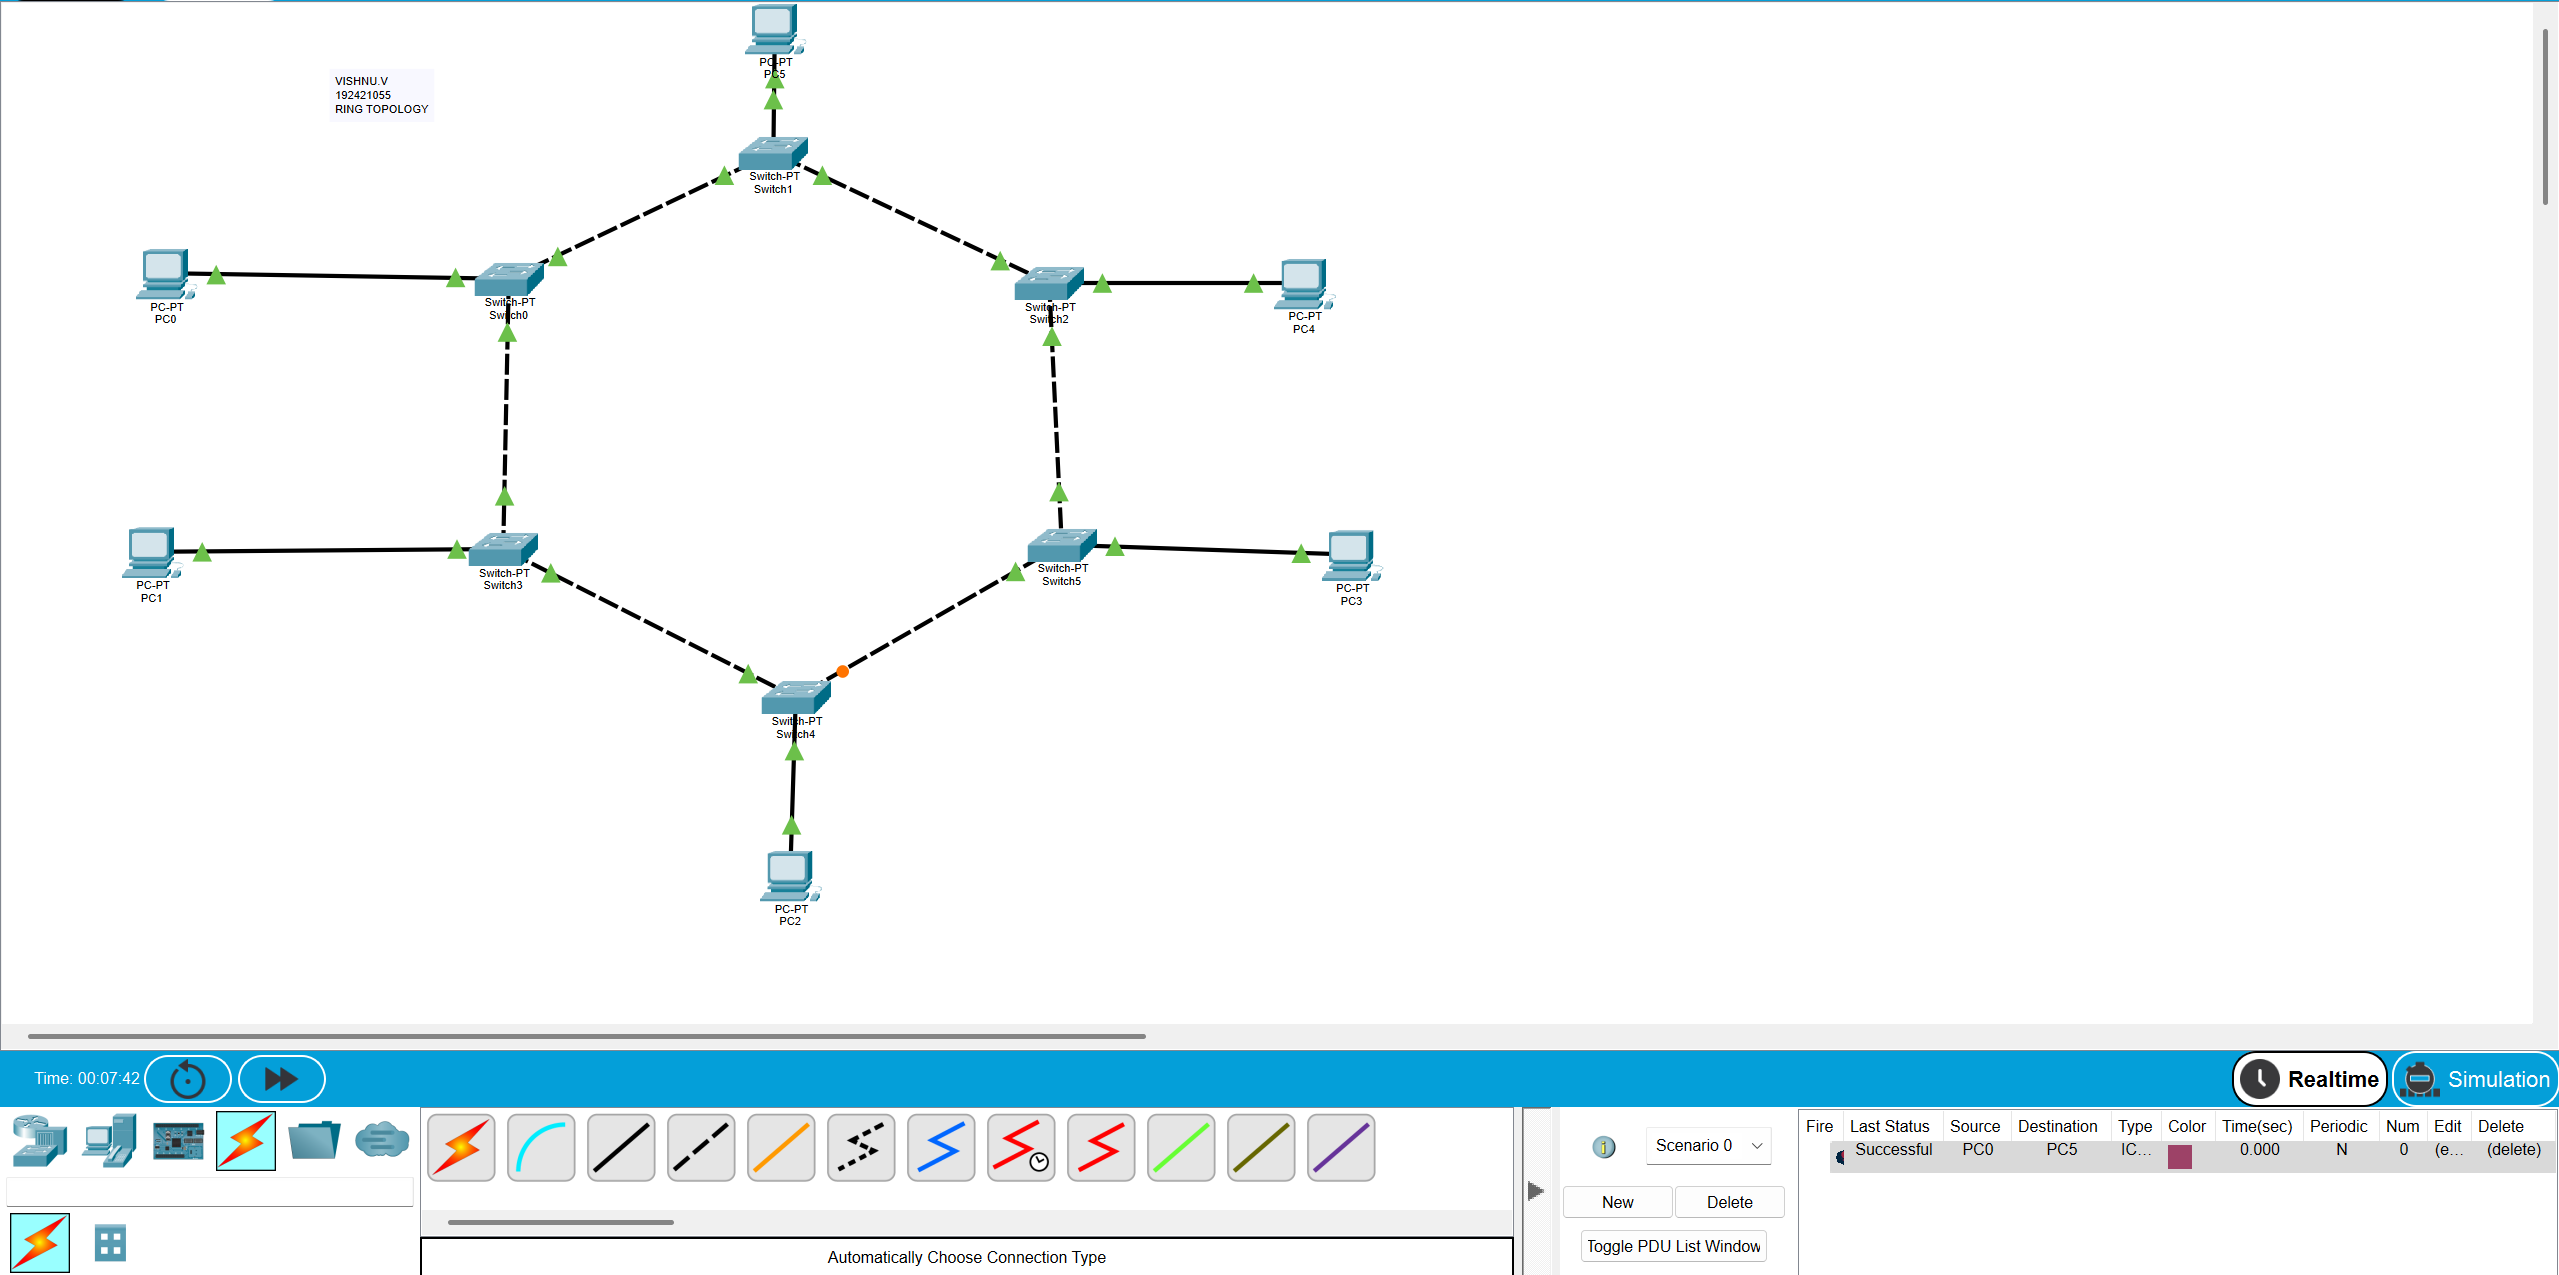 VISHNU.V
192421055
RING TOPOLOGY
PC-PT
PC5
Switch-PT
Switch1
PC-PT
PC0
Switch-PT
Switch0
Switch-PT
Switch2
PC-PT
PC4
PC-PT
PC1
Switch-PT
Switch3
Switch-PT
Switch5
PC-PT
PC3
Switch-PT
Switch4
PC-PT
PC2
Time: 00:07:42
Realtime
Simulation
Scenario 0
New
Delete
Toggle PDU List Window
Fire Last Status Source Destination Type Color Time(sec) Periodic Num Edit Delete
Successful PC0 PC5 IC... 0.000 N 0 (e... (delete)
Automatically Choose Connection Type